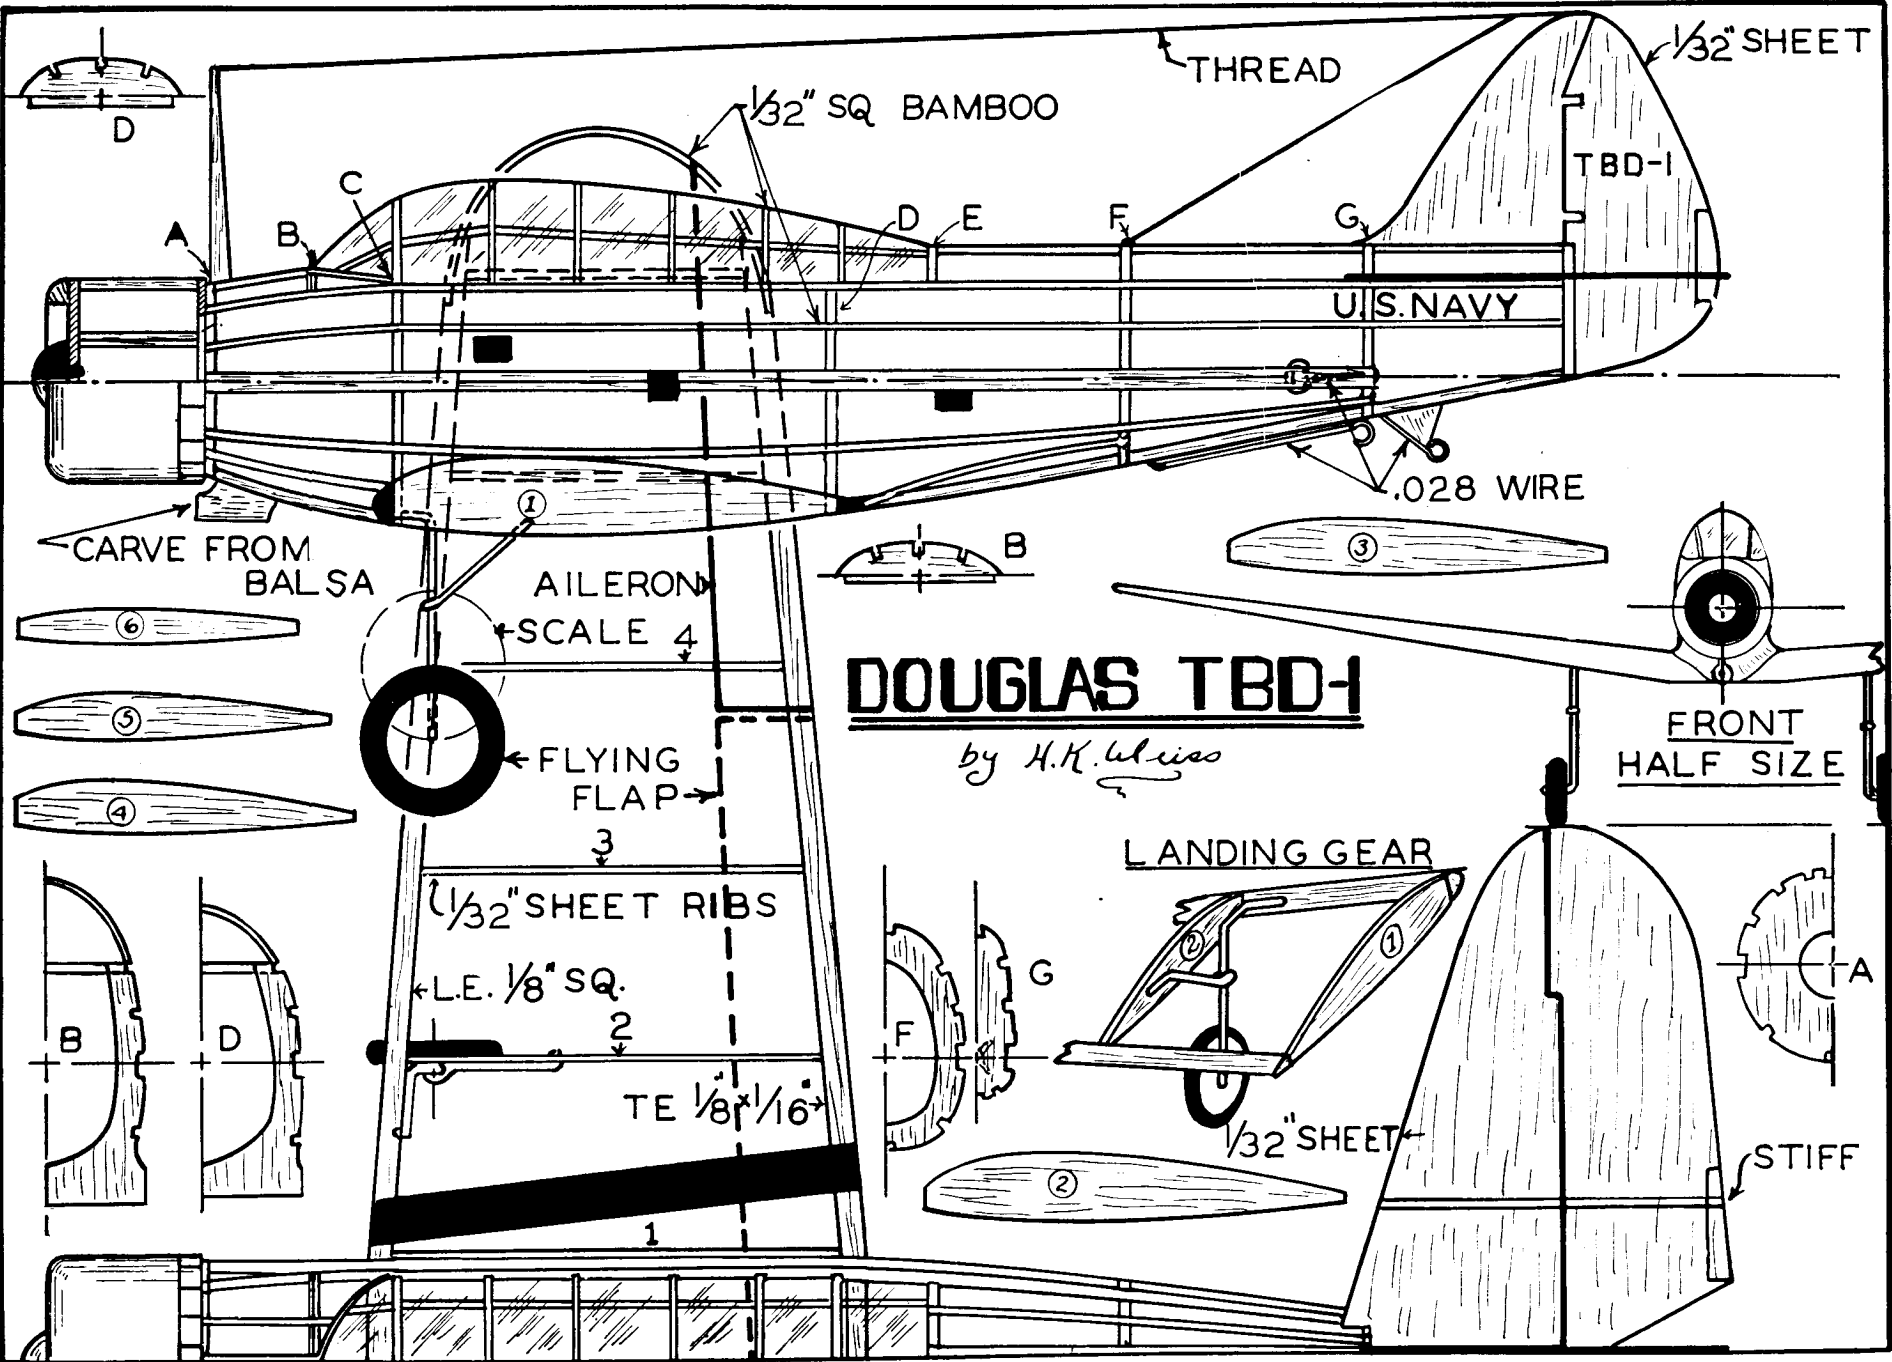 1/32" SHEET
THREAD
1/32" SQ BAMBOO
D
TBD-1
C
A
B
D
E
F
G
U.S. NAVY
.028 WIRE
1
CARVE FROM
BALSA
B
3
AILERON
6
SCALE
4
DOUGLAS TBD-1
by H.K. Weiss
FRONT
HALF SIZE
5
FLYING
FLAP
4
3
LANDING GEAR
1/32" SHEET RIBS
2
1
G
A
L.E. 1/8" SQ.
2
B
D
F
TE 1/8" x 1/16"
1/32" SHEET
STIFF
2
1